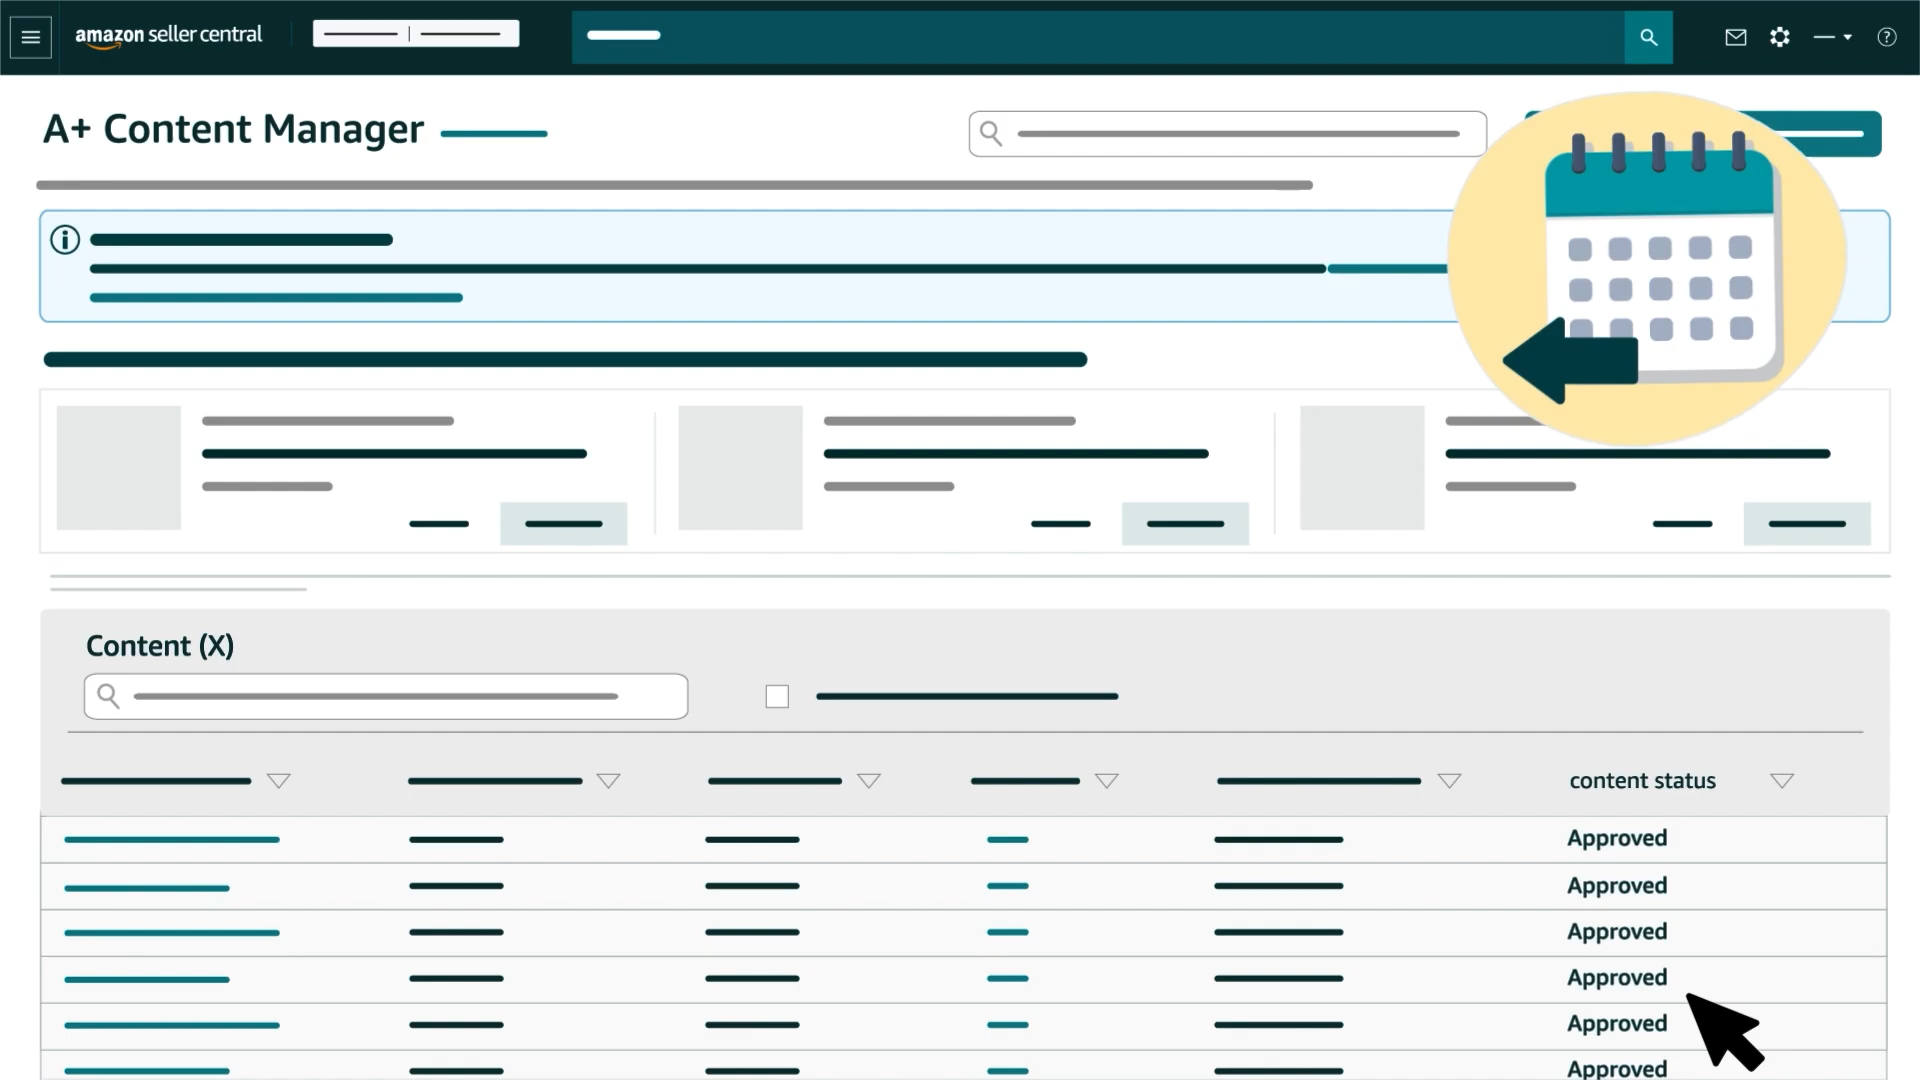 amazon seller central
A+ Content Manager
Content (X)
content status
Approved
Approved
Approved
Approved
Approved
Approved